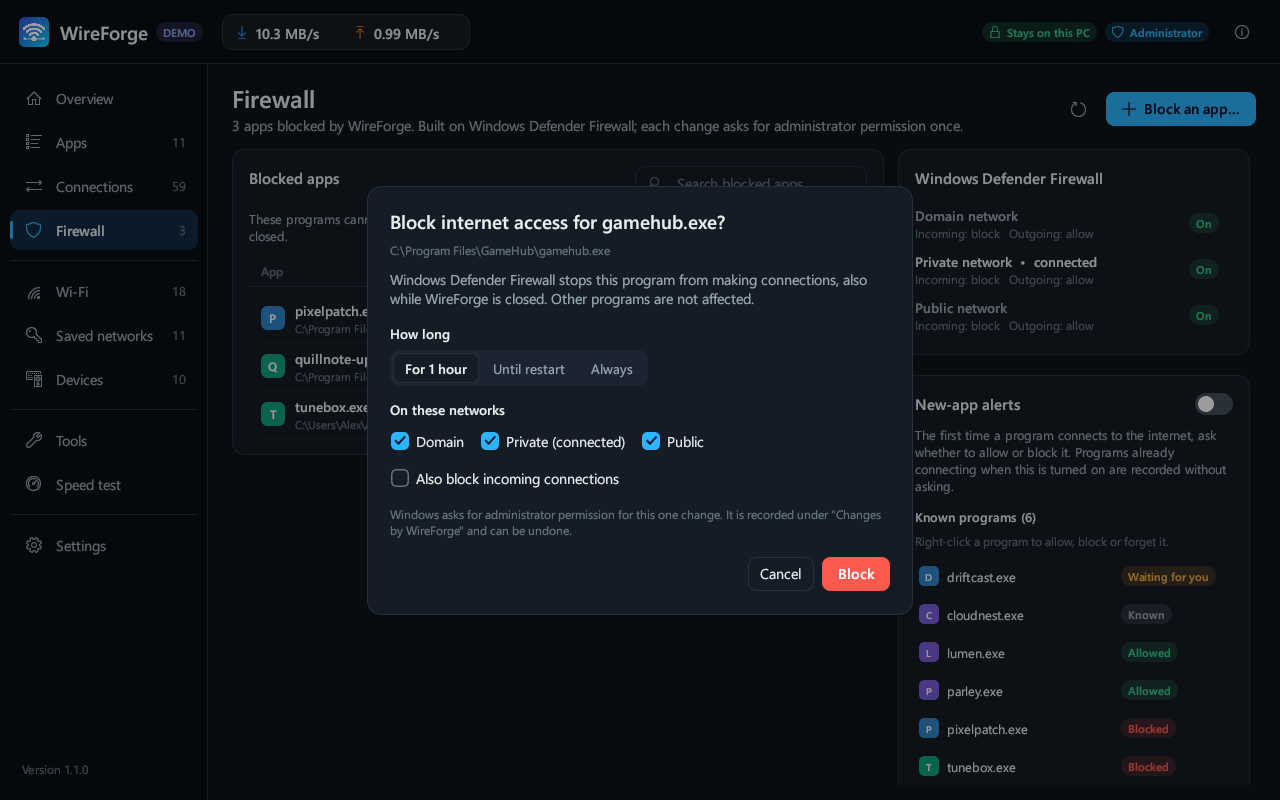 WireForge DEMO
10.3 MB/s 0.99 MB/s
Stays on this PC
Administrator
Overview
Apps 11
Connections 59
Firewall 3
Wi-Fi 18
Saved networks 11
Devices 10
Tools
Speed test
Settings
Version 1.1.0
Firewall
3 apps blocked by WireForge. Built on Windows Defender Firewall; each change asks for administrator permission once.
Block an app...
Blocked apps
Search blocked apps
These programs
closed.
App
P pixelpatch.e
C:\Program
Q quillnote-up
C:\Program
T tunebox.exe
C:\Users\Alex\
Block internet access for gamehub.exe?
C:\Program Files\GameHub\gamehub.exe
Windows Defender Firewall stops this program from making connections, also
while WireForge is closed. Other programs are not affected.
How long
For 1 hour Until restart Always
On these networks
Domain Private (connected) Public
Also block incoming connections
Windows asks for administrator permission for this one change. It is recorded under "Changes
by WireForge" and can be undone.
Cancel Block
Windows Defender Firewall
Domain network
Incoming: block Outgoing: allow
On
Private network • connected
Incoming: block Outgoing: allow
On
Public network
Incoming: block Outgoing: allow
On
New-app alerts
The first time a program connects to the internet, ask
whether to allow or block it. Programs already
connecting when this is turned on are recorded without
asking.
Known programs (6)
Right-click a program to allow, block or forget it.
D driftcast.exe Waiting for you
C cloudnest.exe Known
L lumen.exe Allowed
P parley.exe Allowed
P pixelpatch.exe Blocked
T tunebox.exe Blocked